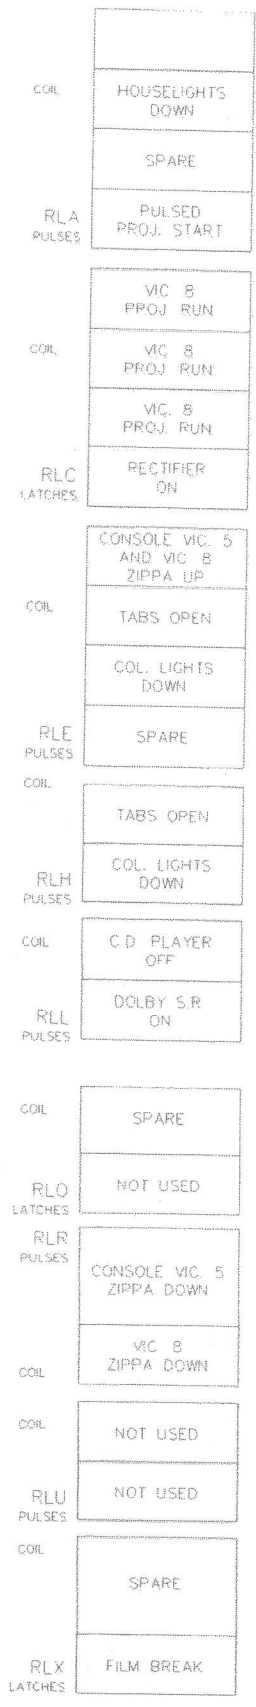 COIL
HOUSELIGHTS
DOWN
SPARE
RLA
PULSES
PULSED
PROJ. START
VIC 8
PROJ RUN
COIL
VIC 8
PROJ RUN
VIC. 8
PROJ. RUN
RLC
LATCHES
RECTIFIER
ON
CONSOLE VIC. 5
AND VIC 8
ZIPPA UP
COIL
TABS OPEN
COL. LIGHTS
DOWN
RLE
PULSES
SPARE
COIL
TABS OPEN
RLH
PULSES
COL. LIGHTS
DOWN
COIL
C.D PLAYER
OFF
RLL
PULSES
DOLBY S.R
ON
COIL
SPARE
RLO
LATCHES
NOT USED
RLR
PULSES
CONSOLE VIC. 5
ZIPPA DOWN
VIC 8
ZIPPA DOWN
COIL
COIL
NOT USED
RLU
PULSES
NOT USED
COIL
SPARE
RLX
LATCHES
FILM BREAK